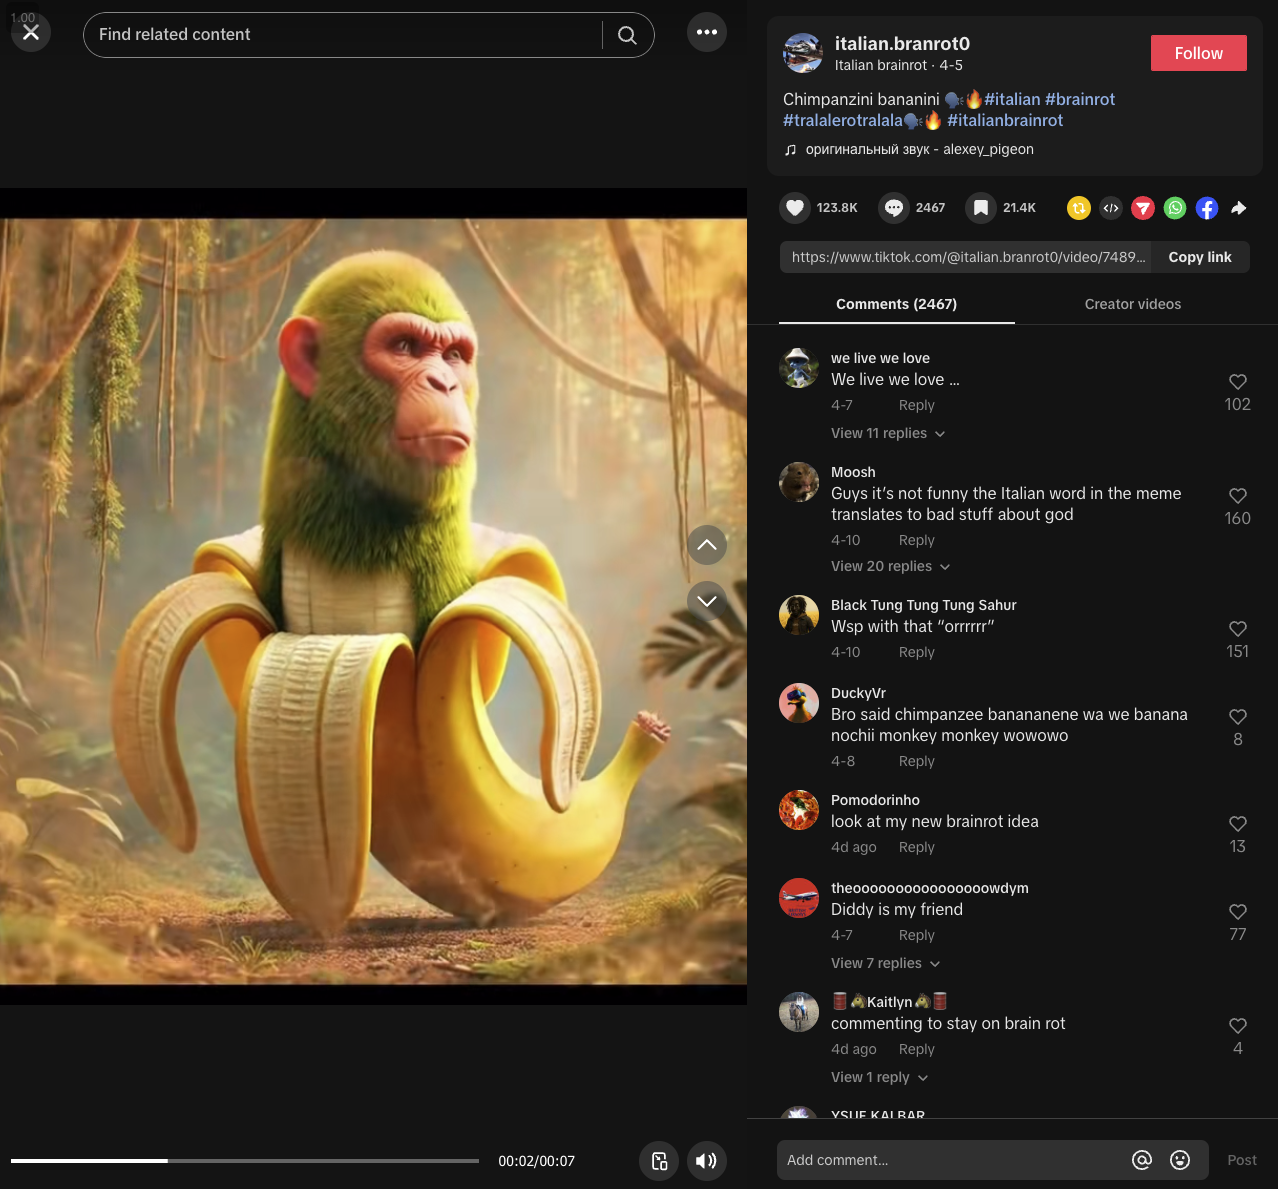 1.00
Find related content
italian.branrot0
Italian brainrot · 4-5
Follow
Chimpanzini bananini 🗣🔥#italian #brainrot
#tralalerotralala🗣🔥 #italianbrainrot
оригинальный звук - alexey_pigeon
123.8K
2467
21.4K
https://www.tiktok.com/@italian.branrot0/video/7489...
Copy link
Comments (2467)
Creator videos
we live we love
We live we love ...
4-7 Reply
102
View 11 replies
Moosh
Guys it's not funny the Italian word in the meme
translates to bad stuff about god
160
4-10 Reply
View 20 replies
Black Tung Tung Tung Sahur
Wsp with that "orrrrrr"
4-10 Reply
151
DuckyVr
Bro said chimpanzee banananene wa we banana
nochii monkey monkey wowowo
8
4-8 Reply
Pomodorinho
look at my new brainrot idea
4d ago Reply
13
theooooooooooooooowdym
Diddy is my friend
4-7 Reply
77
View 7 replies
🛢🐴Kaitlyn🐴🛢
commenting to stay on brain rot
4d ago Reply
4
View 1 reply
YSUF KALBAR
00:02/00:07
Add comment...
Post